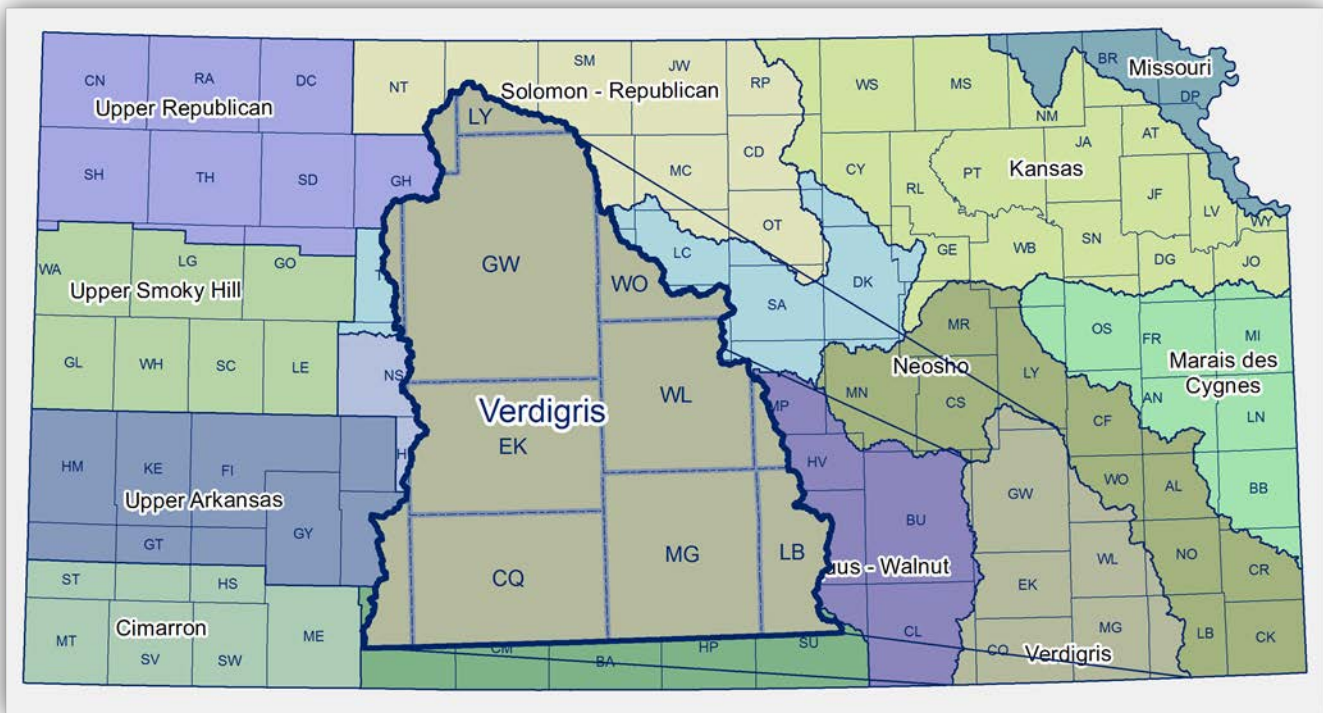 CN
RA
DC
NT
SM
JW
RP
WS
MS
BR
Missouri
DP
Upper Republican
Solomon - Republican
NM
LY
AT
JA
SH
TH
SD
GH
MC
CD
CY
RL
PT
Kansas
JF
LV
WY
OT
GE
WB
SN
DG
JO
WA
LG
GO
GW
WO
LC
DK
SA
Upper Smoky Hill
MR
OS
FR
MI
GL
WH
SC
LE
NS
WL
Neosho
LY
Marais des
Cygnes
MN
CS
AN
MP
Verdigris
CF
LN
EK
HM
KE
FI
HV
GW
WO
AL
BB
Upper Arkansas
GY
BU
GT
MG
LB
uus - Walnut
WL
NO
CQ
EK
CR
ST
HS
Cimarron
ME
MT
SV
SW
CM
BA
HP
SU
CL
CQ
MG
Verdigris
LB
CK